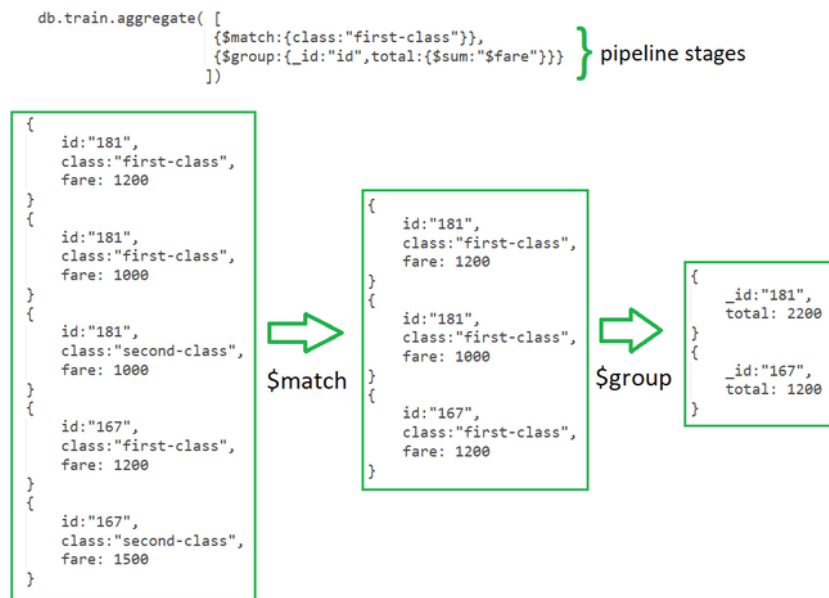 db.train.aggregate( [
{$match:{class:"first-class"}},
{$group:{_id:"id",total:{$sum:"$fare"}}}
])
pipeline stages
{
id:"181",
class:"first-class",
fare: 1200
}
{
id:"181",
class:"first-class",
fare: 1000
}
{
id:"181",
class:"second-class",
fare: 1000
}
{
id:"167",
class:"first-class",
fare: 1200
}
{
id:"167",
class:"second-class",
fare: 1500
}
$match
{
id:"181",
class:"first-class",
fare: 1200
}
{
id:"181",
class:"first-class",
fare: 1000
}
{
id:"167",
class:"first-class",
fare: 1200
}
$group
{
_id:"181",
total: 2200
}
{
_id:"167",
total: 1200
}